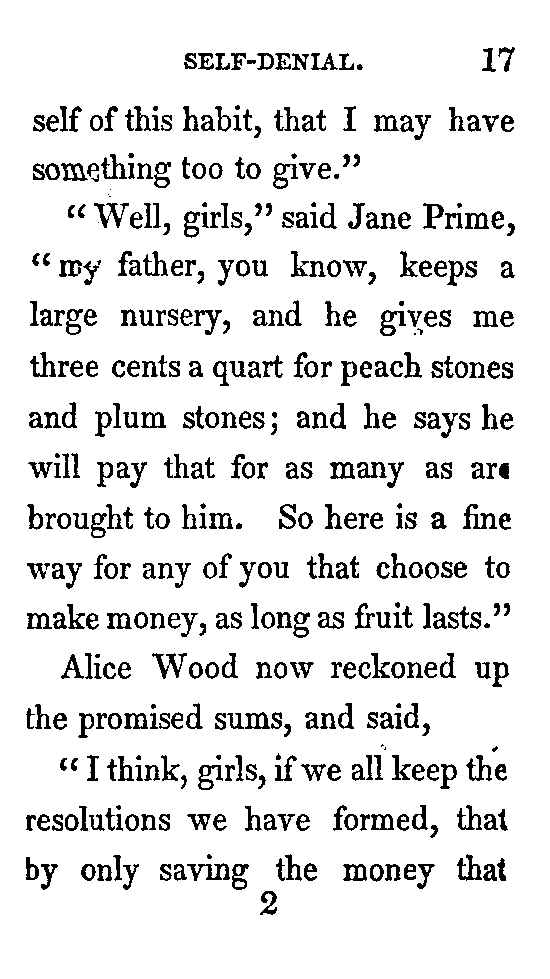 SELF-DENIAL. 17
self of this habit, that I may have
something too to give."
"Well, girls," said Jane Prime,
"my father, you know, keeps a
large nursery, and he gives me
three cents a quart for peach stones
and plum stones; and he says he
will pay that for as many as are
brought to him. So here is a fine
way for any of you that choose to
make money, as long as fruit lasts."
Alice Wood now reckoned up
the promised sums, and said,
"I think, girls, if we all keep the
resolutions we have formed, that
by only saving the money that
2